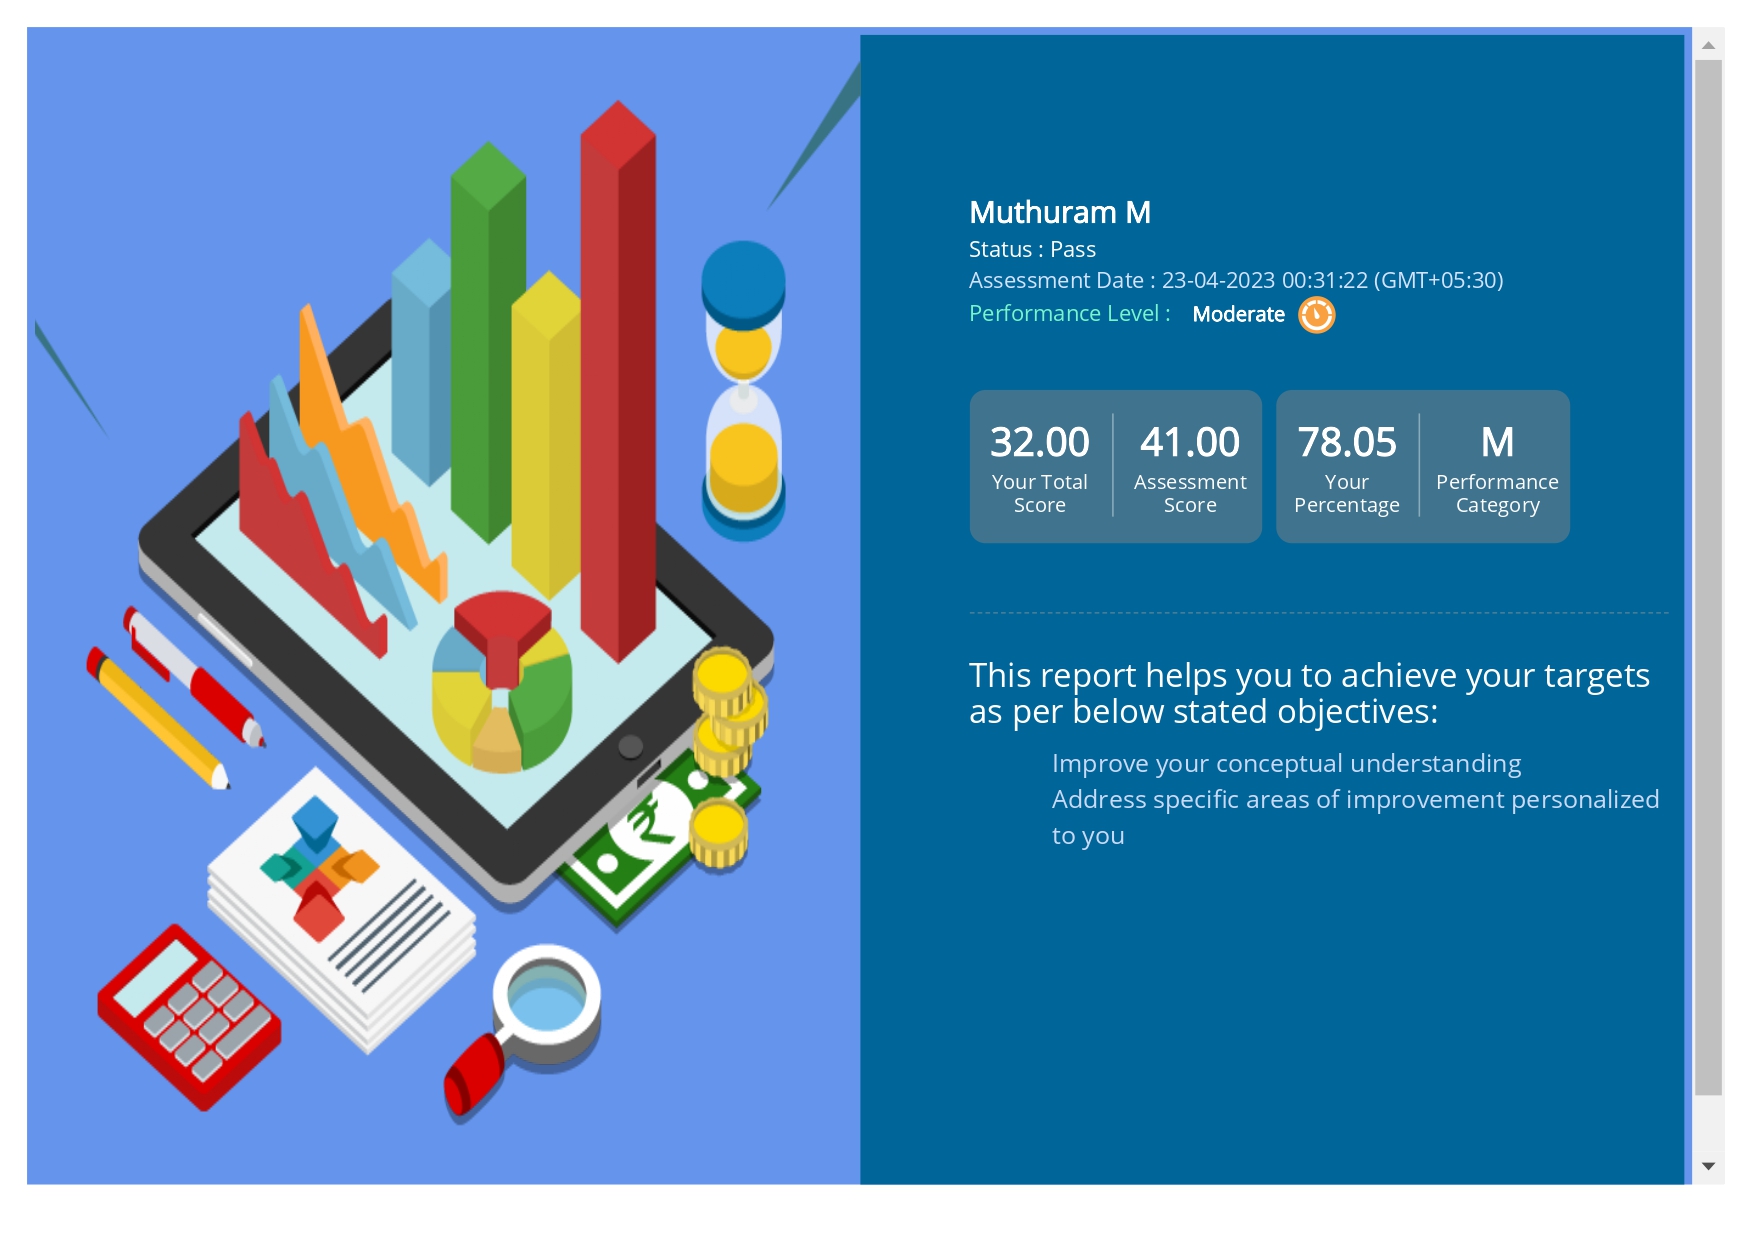 Muthuram M
Status : Pass
Assessment Date : 23-04-2023 00:31:22 (GMT+05:30)
Performance Level : Moderate
32.00
Your Total
Score
41.00
Assessment
Score
78.05
Your
Percentage
M
Performance
Category
This report helps you to achieve your targets
as per below stated objectives:
Improve your conceptual understanding
Address specific areas of improvement personalized
to you
₹